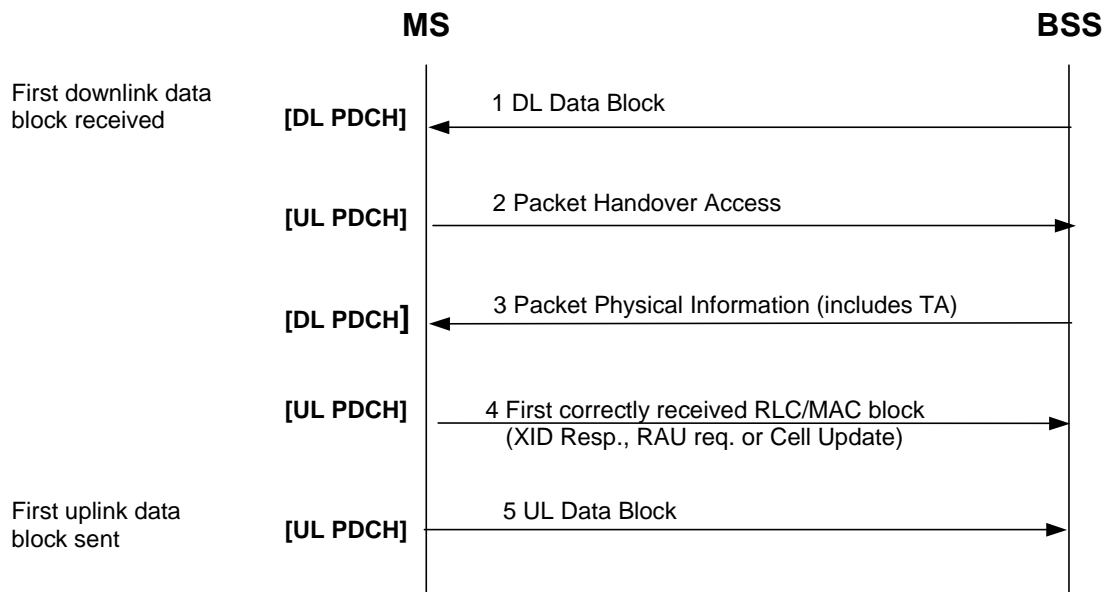 MS
BSS
First downlink data
block received
[DL PDCH]
1 DL Data Block
[UL PDCH]
2 Packet Handover Access
[DL PDCH]
3 Packet Physical Information (includes TA)
[UL PDCH]
4 First correctly received RLC/MAC block
(XID Resp., RAU req. or Cell Update)
First uplink data
block sent
[UL PDCH]
5 UL Data Block